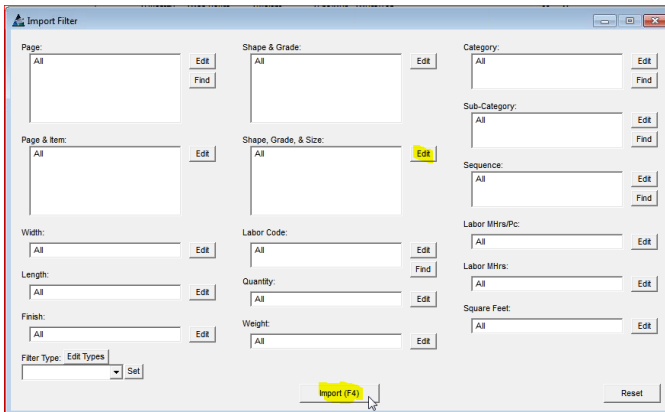 Import Filter
Page:
All
Edit
Find
Shape & Grade:
All
Edit
Category:
All
Edit
Find
Sub-Category:
All
Edit
Find
Page & Item:
All
Edit
Shape, Grade, & Size:
All
Edit
Sequence:
All
Edit
Find
Width:
All
Edit
Labor Code:
All
Edit
Find
Labor MHrs/Pc:
All
Edit
Length:
All
Edit
Quantity:
All
Edit
Labor MHrs:
All
Edit
Finish:
All
Edit
Weight:
All
Edit
Square Feet:
All
Edit
Filter Type: Edit Types
Set
Import (F4)
Reset